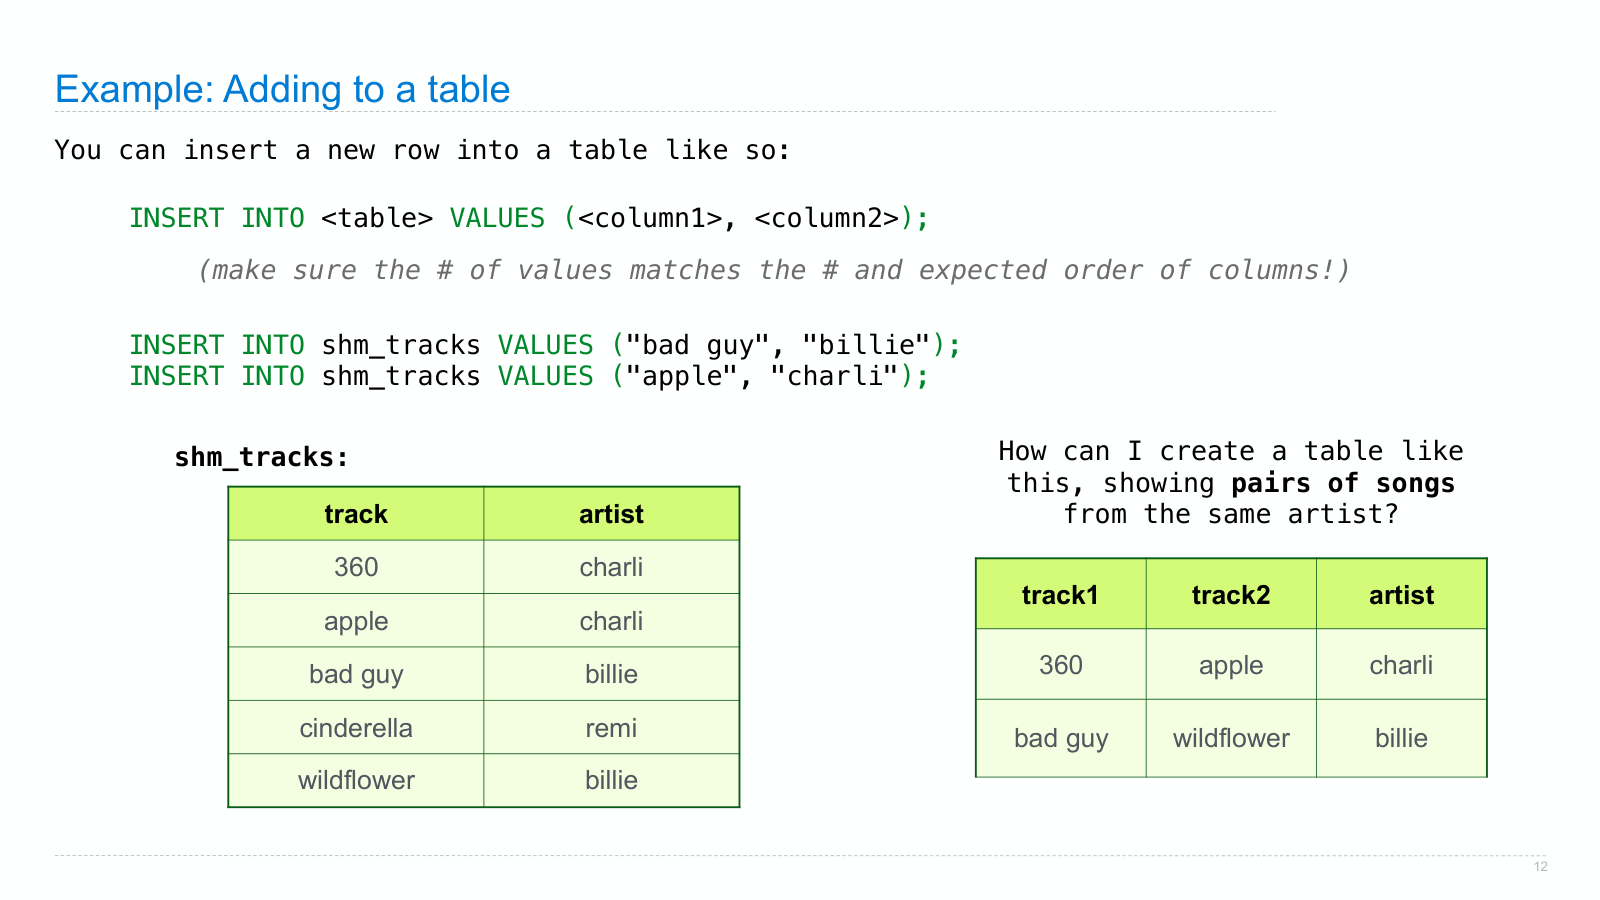 Example: Adding to a table
You can insert a new row into a table like so:
INSERT INTO <table> VALUES (<column1>, <column2>);
(make sure the # of values matches the # and expected order of columns!)
INSERT INTO shm_tracks VALUES ("bad guy", "billie");
INSERT INTO shm_tracks VALUES ("apple", "charli");
shm_tracks:
track artist
360 charli
apple charli
bad guy billie
cinderella remi
wildflower billie
How can I create a table like
this, showing pairs of songs
from the same artist?
track1 track2 artist
360 apple charli
bad guy wildflower billie
12